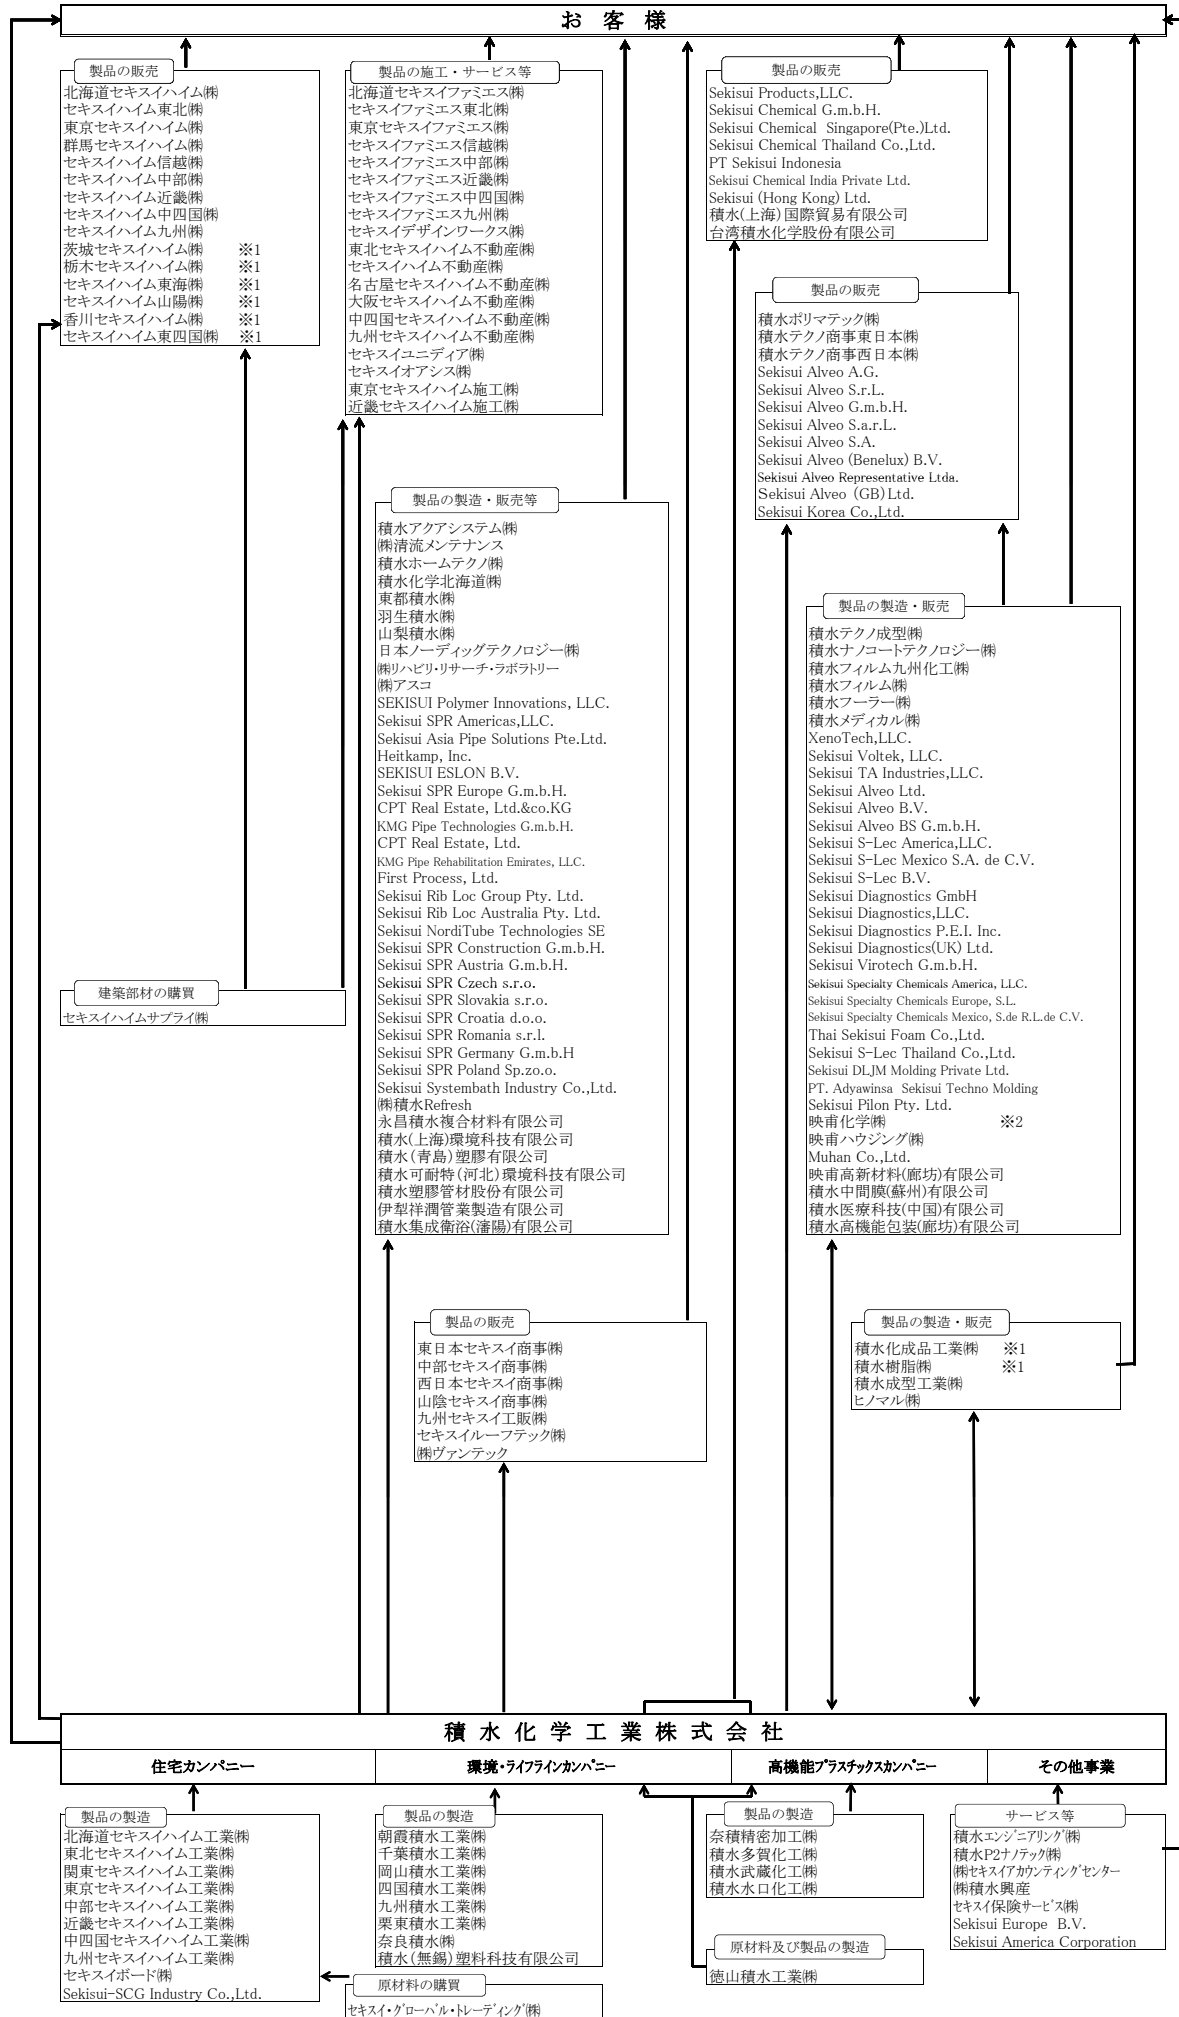 お客様
製品の販売
北海道セキスイハイム㈱
セキスイハイム東北㈱
東京セキスイハイム㈱
群馬セキスイハイム㈱
セキスイハイム信越㈱
セキスイハイム中部㈱
セキスイハイム近畿㈱
セキスイハイム中四国㈱
セキスイハイム九州㈱
茨城セキスイハイム㈱ ※1
栃木セキスイハイム㈱ ※1
セキスイハイム東海㈱ ※1
セキスイハイム山陽㈱ ※1
香川セキスイハイム㈱ ※1
セキスイハイム東四国㈱ ※1
製品の施工・サービス等
北海道セキスイファミエス㈱
セキスイファミエス東北㈱
東京セキスイファミエス㈱
セキスイファミエス信越㈱
セキスイファミエス中部㈱
セキスイファミエス近畿㈱
セキスイファミエス中四国㈱
セキスイファミエス九州㈱
セキスイデザインワークス㈱
東北セキスイハイム不動産㈱
セキスイハイム不動産㈱
名古屋セキスイハイム不動産㈱
大阪セキスイハイム不動産㈱
中四国セキスイハイム不動産㈱
九州セキスイハイム不動産㈱
セキスイユニディア㈱
セキスイオアシス㈱
東京セキスイハイム施工㈱
近畿セキスイハイム施工㈱
製品の販売
Sekisui Products,LLC.
Sekisui Chemical G.m.b.H.
Sekisui Chemical Singapore(Pte.)Ltd.
Sekisui Chemical Thailand Co.,Ltd.
PT Sekisui Indonesia
Sekisui Chemical India Private Ltd.
Sekisui (Hong Kong) Ltd.
積水(上海)国際貿易有限公司
台湾積水化学股份有限公司
製品の販売
積水ポリマテック㈱
積水テクノ商事東日本㈱
積水テクノ商事西日本㈱
Sekisui Alveo A.G.
Sekisui Alveo S.r.L.
Sekisui Alveo G.m.b.H.
Sekisui Alveo S.a.r.L.
Sekisui Alveo S.A.
Sekisui Alveo (Benelux) B.V.
Sekisui Alveo Representative Ltda.
Sekisui Alveo (GB) Ltd.
Sekisui Korea Co.,Ltd.
製品の製造・販売等
積水アクアシステム㈱
㈱清流メンテナンス
積水ホームテクノ㈱
積水化学北海道㈱
東都積水㈱
羽生積水㈱
山梨積水㈱
日本ノーディッグテクノロジー㈱
㈱リハビリ・リサーチ・ラボラトリー
㈱アスコ
SEKISUI Polymer Innovations, LLC.
Sekisui SPR Americas,LLC.
Sekisui Asia Pipe Solutions Pte.Ltd.
Heitkamp, Inc.
SEKISUI ESLON B.V.
Sekisui SPR Europe G.m.b.H.
CPT Real Estate, Ltd.&co.KG
KMG Pipe Technologies G.m.b.H.
CPT Real Estate, Ltd.
KMG Pipe Rehabilitation Emirates, LLC.
First Process, Ltd.
Sekisui Rib Loc Group Pty. Ltd.
Sekisui Rib Loc Australia Pty. Ltd.
Sekisui NordiTube Technologies SE
Sekisui SPR Construction G.m.b.H.
Sekisui SPR Austria G.m.b.H.
Sekisui SPR Czech s.r.o.
Sekisui SPR Slovakia s.r.o.
Sekisui SPR Croatia d.o.o.
Sekisui SPR Romania s.r.l.
Sekisui SPR Germany G.m.b.H
Sekisui SPR Poland Sp.zo.o.
Sekisui Systembath Industry Co.,Ltd.
㈱積水Refresh
永昌積水複合材料有限公司
積水(上海)環境科技有限公司
積水(青島)塑膠有限公司
積水可耐特(河北)環境科技有限公司
積水塑膠管材股份有限公司
伊犁祥潤管業製造有限公司
積水集成衛浴(瀋陽)有限公司
製品の製造・販売
積水テクノ成型㈱
積水ナノコートテクノロジー㈱
積水フィルム九州化工㈱
積水フィルム㈱
積水フーラー㈱
積水メディカル㈱
XenoTech,LLC.
Sekisui Voltek, LLC.
Sekisui TA Industries,LLC.
Sekisui Alveo Ltd.
Sekisui Alveo B.V.
Sekisui Alveo BS G.m.b.H.
Sekisui S-Lec America,LLC.
Sekisui S-Lec Mexico S.A. de C.V.
Sekisui S-Lec B.V.
Sekisui Diagnostics GmbH
Sekisui Diagnostics,LLC.
Sekisui Diagnostics P.E.I. Inc.
Sekisui Diagnostics(UK) Ltd.
Sekisui Virotech G.m.b.H.
Sekisui Specialty Chemicals America, LLC.
Sekisui Specialty Chemicals Europe, S.L.
Sekisui Specialty Chemicals Mexico, S.de R.L.de C.V.
Thai Sekisui Foam Co.,Ltd.
Sekisui S-Lec Thailand Co.,Ltd.
Sekisui DLJM Molding Private Ltd.
PT. Adyawinsa Sekisui Techno Molding
Sekisui Pilon Pty. Ltd.
映甫化学㈱ ※2
映甫ハウジング㈱
Muhan Co.,Ltd.
映甫高新材料(廊坊)有限公司
積水中間膜(蘇州)有限公司
積水医療科技(中国)有限公司
積水高機能包装(廊坊)有限公司
建築部材の購買
セキスイハイムサプライ㈱
製品の販売
東日本セキスイ商事㈱
中部セキスイ商事㈱
西日本セキスイ商事㈱
山陰セキスイ商事㈱
九州セキスイ工販㈱
セキスイルーフテック㈱
㈱ヴァンテック
製品の製造・販売
積水化成品工業㈱ ※1
積水樹脂㈱ ※1
積水成型工業㈱
ヒノマル㈱
積水化学工業株式会社
住宅カンパニー
環境・ライフラインカンパニー
高機能プラスチックスカンパニー
その他事業
製品の製造
北海道セキスイハイム工業㈱
東北セキスイハイム工業㈱
関東セキスイハイム工業㈱
東京セキスイハイム工業㈱
中部セキスイハイム工業㈱
近畿セキスイハイム工業㈱
中四国セキスイハイム工業㈱
九州セキスイハイム工業㈱
セキスイボード㈱
Sekisui-SCG Industry Co.,Ltd.
製品の製造
朝霞積水工業㈱
千葉積水工業㈱
岡山積水工業㈱
四国積水工業㈱
九州積水工業㈱
栗東積水工業㈱
奈良積水㈱
積水(無錫)塑料科技有限公司
原材料の購買
セキスイ・グローバル・トレーディング㈱
製品の製造
奈積精密加工㈱
積水多賀化工㈱
積水武蔵化工㈱
積水水口化工㈱
原材料及び製品の製造
徳山積水工業㈱
サービス等
積水エンジニアリング㈱
積水P2ナノテック㈱
㈱セキスイアカウンティングセンター
㈱積水興産
セキスイ保険サービス㈱
Sekisui Europe B.V.
Sekisui America Corporation